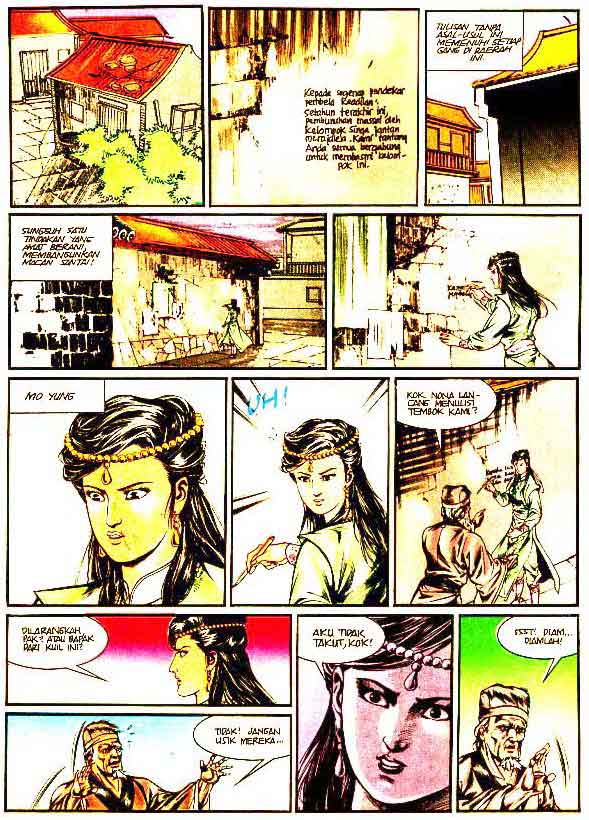 Kepada segenap pendekar
pembela keadilan.
Setahun terakhir ini,
pembunuhan massal oleh
Kelompok Singa Jantan
merajalela. Kami tantang
Anda semua bergabung
untuk membasmi kelom-
pok ini.
TULISAN TANPA
ASAL-USUL INI
MEMENUHI SETIAP
GANG DI DAERAH
INI.
SUNGGUH SATU
TINDAKAN YANG
AMAT BERANI,
MEMBANGUNKAN
MACAN SANTAI!
MO YUNG
UH!
KOK NONA LAN-
CANG MENULISI
TEMBOK KAMI?
DILARANGKAH,
PAK? ATAU BAPAK
DARI KUIL INI?
TIDAK! JANGAN
USIK MEREKA...
AKU TIDAK
TAKUT, KOK!
SSST! DIAM...
DIAMLAH!